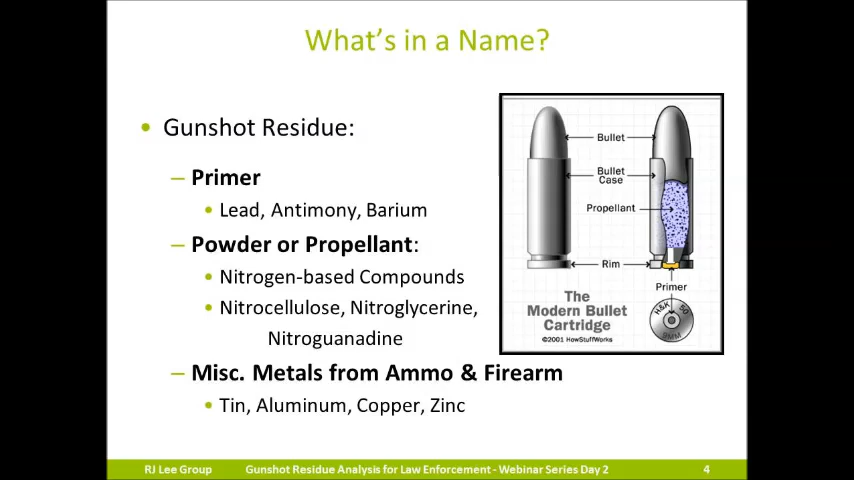 What's in a Name?
• Gunshot Residue:
– Primer
• Lead, Antimony, Barium
– Powder or Propellant:
• Nitrogen-based Compounds
• Nitrocellulose, Nitroglycerine,
Nitroguanadine
– Misc. Metals from Ammo & Firearm
• Tin, Aluminum, Copper, Zinc
Bullet
Bullet
Case
Propellant
Rim
Primer
The
Modern Bullet
Cartridge
©2001 HowStuffWorks
H&K 50
9MM
RJ Lee Group Gunshot Residue Analysis for Law Enforcement - Webinar Series Day 2 4